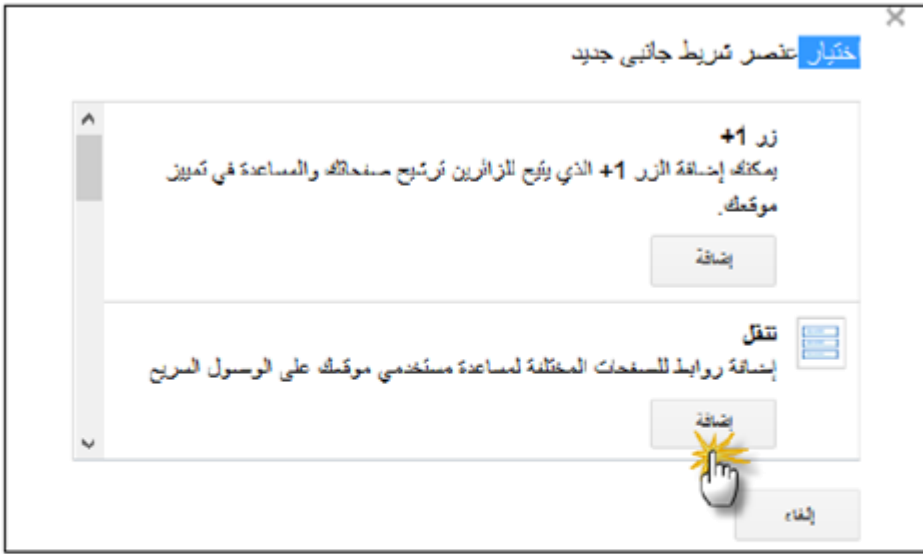 ختيار عنصر شريط جانبي جديد
زر 1+
يمكنك إضافة الزر 1+ الذي يتيح للزائرين ترشيح صفحاتك والمساعدة في تمييز
موقعك.
إضافة
تنقل
إضافة روابط للصفحات المختلفة لمساعدة مستخدمي موقعك على الوصول السريع
إضافة
إلغاء